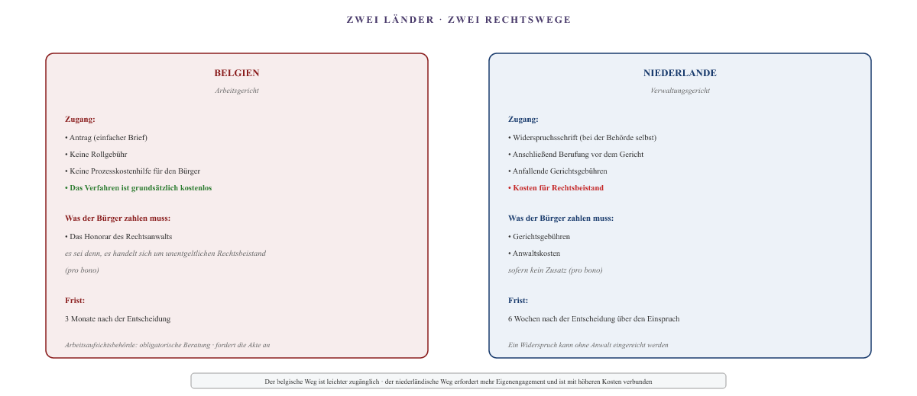 ZWEI LÄNDER · ZWEI RECHTSWEGE
BELGIEN
Arbeitsgericht
Zugang:
• Antrag (einfacher Brief)
• Keine Rollgebühr
• Keine Prozesskostenhilfe für den Bürger
• Das Verfahren ist grundsätzlich kostenlos
Was der Bürger zahlen muss:
• Das Honorar des Rechtsanwalts
es sei denn, es handelt sich um unentgeltlichen Rechtsbeistand
(pro bono)
Frist:
3 Monate nach der Entscheidung
Arbeitsaufsichtsbehörde: obligatorische Beratung · fordert die Akte an
NIEDERLANDE
Verwaltungsgericht
Zugang:
• Widerspruchsschrift (bei der Behörde selbst)
• Anschließend Berufung vor dem Gericht
• Anfallende Gerichtsgebühren
• Kosten für Rechtsbeistand
Was der Bürger zahlen muss:
• Gerichtsgebühren
• Anwaltskosten
sofern kein Zusatz (pro bono)
Frist:
6 Wochen nach der Entscheidung über den Einspruch
Ein Widerspruch kann ohne Anwalt eingereicht werden
Der belgische Weg ist leichter zugänglich · der niederländische Weg erfordert mehr Eigenengagement und ist mit höheren Kosten verbunden